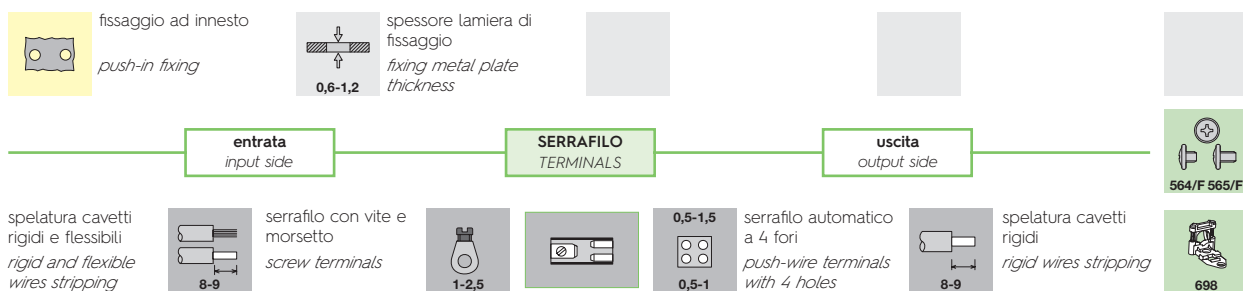 fissaggio ad innesto
push-in fixing
0,6-1,2
spessore lamiera di
fissaggio
fixing metal plate
thickness
entrata
input side
SERRAFILO
TERMINALS
uscita
output side
564/F 565/F
spelatura cavetti
rigidi e flessibili
rigid and flexible
wires stripping
8-9
serrafilo con vite e
morsetto
screw terminals
1-2,5
0,5-1,5
0,5-1
serrafilo automatico
a 4 fori
push-wire terminals
with 4 holes
8-9
spelatura cavetti
rigidi
rigid wires stripping
698